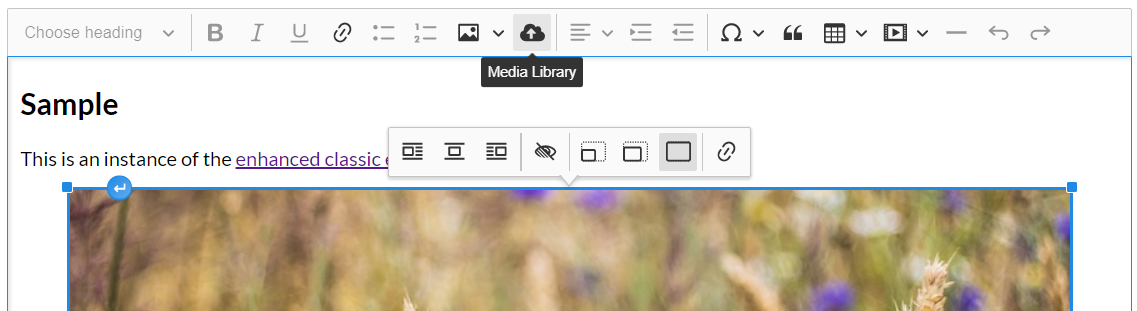 Choose heading
Media Library
Sample
This is an instance of the enhanced classic